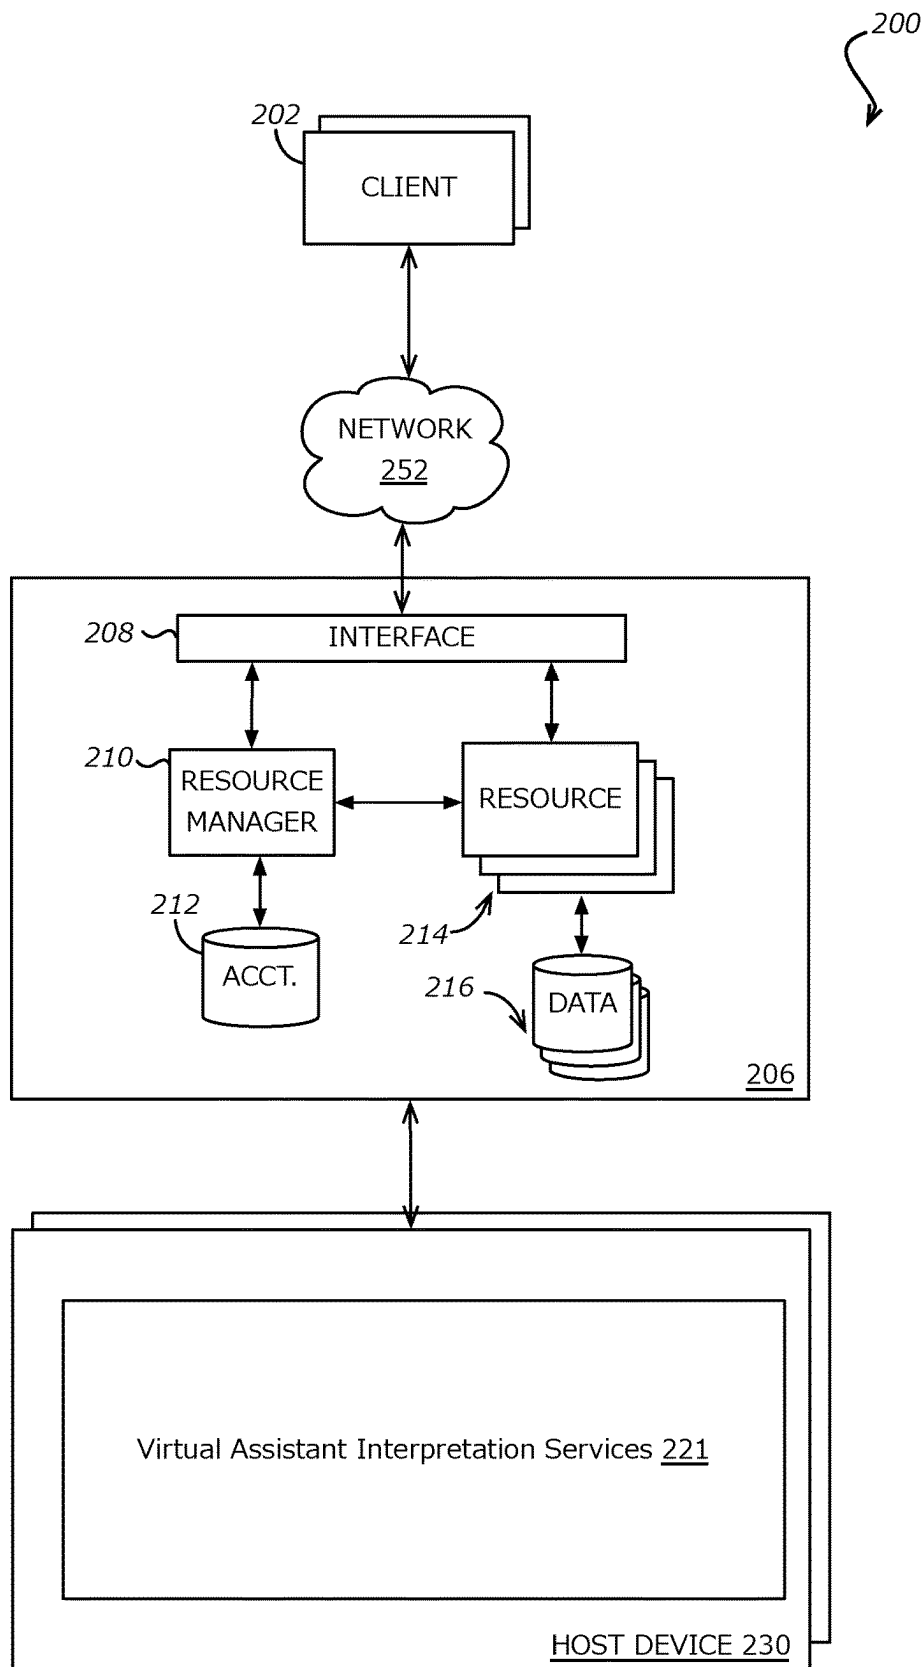 200
202
CLIENT
NETWORK
252
208
INTERFACE
210
RESOURCE
MANAGER
RESOURCE
212
ACCT.
214
216
DATA
206
Virtual Assistant Interpretation Services 221
HOST DEVICE 230